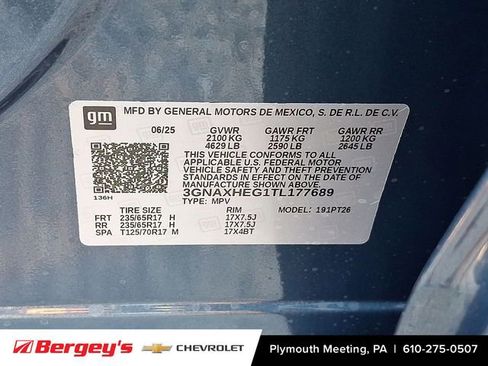 gm
MFD BY GENERAL MOTORS DE MEXICO, S. DE R.L. DE C.V.
06/25 GVWR GAWR FRT GAWR RR
2100 KG 1175 KG 1200 KG
4629 LB 2590 LB 2645 LB
THIS VEHICLE CONFORMS TO ALL
APPLICABLE U.S. FEDERAL MOTOR
VEHICLE SAFETY STANDARDS
IN EFFECT ON THE DATE OF
MANUFACTURE SHOWN ABOVE.
3GNAXHEG1TL177689
136H TYPE: MPV
TIRE SIZE RIM MODEL: 191PT26
FRT 235/65R17 H 17X7.5J
RR 235/65R17 H 17X7.5J
SPA T125/70R17 M 17X4BT
Bergey's CHEVROLET Plymouth Meeting, PA | 610-275-0507